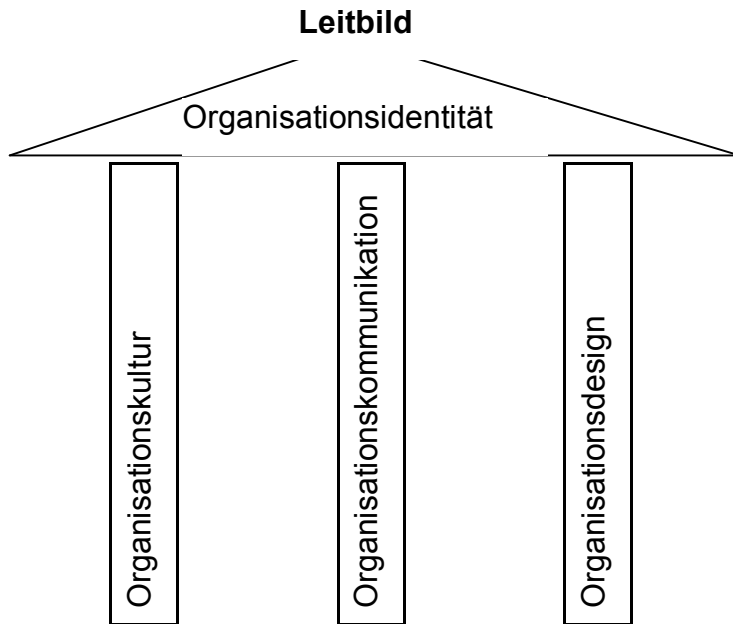 Leitbild
Organisationsidentität
Organisationskultur
Organisationskommunikation
Organisationsdesign